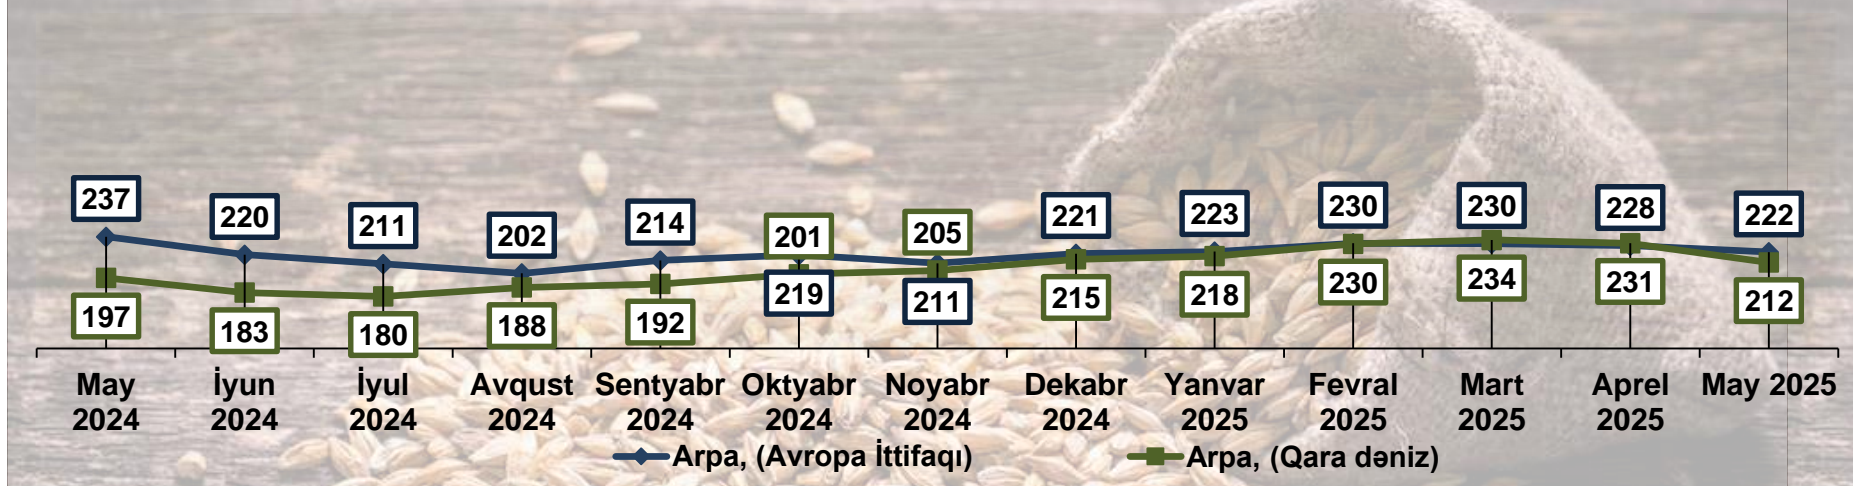 237
220
211
202
214
201
205
221
223
230
230
228
222
197
183
180
188
192
219
211
215
218
230
234
231
212
May 2024
İyun 2024
İyul 2024
Avqust 2024
Sentyabr 2024
Oktyabr 2024
Noyabr 2024
Dekabr 2024
Yanvar 2025
Fevral 2025
Mart 2025
Aprel 2025
May 2025
Arpa, (Avropa İttifaqı)
Arpa, (Qara dəniz)